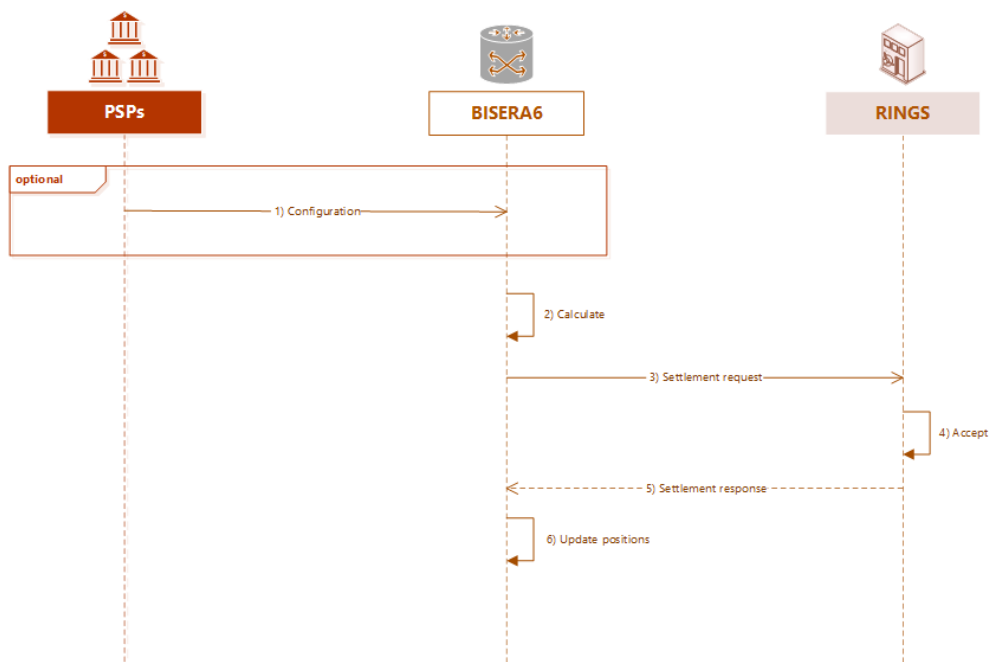 PSPs
BISERA6
RINGS
optional
1) Configuration
2) Calculate
3) Settlement request
4) Accept
5) Settlement response
6) Update positions